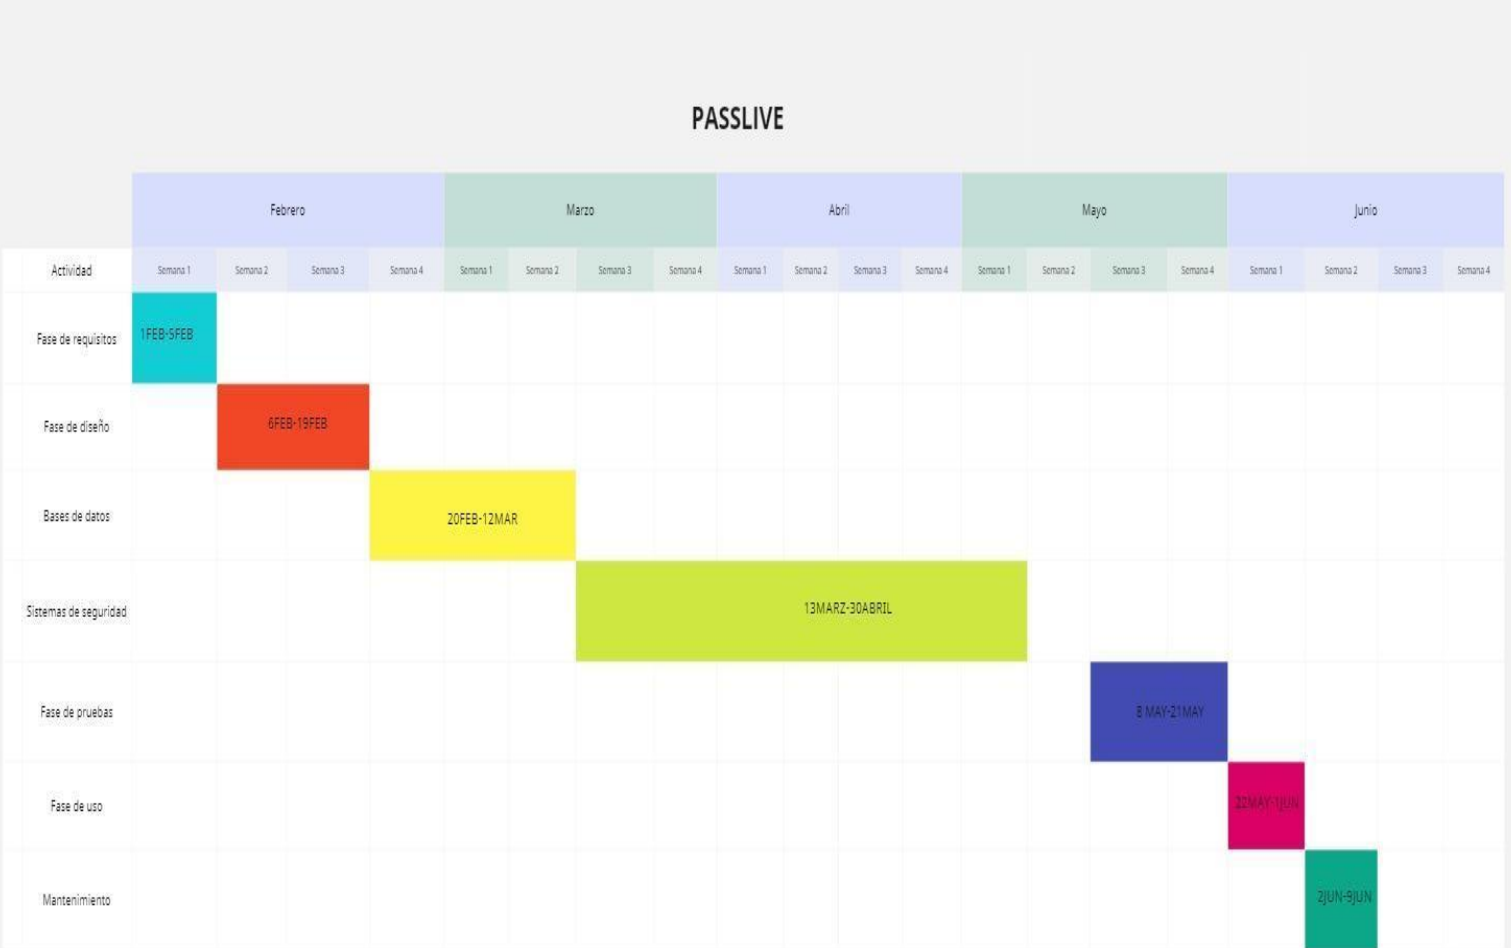 PASSLIVE
Febrero Marzo Abril Mayo Junio
Actividad Semana 1 Semana 2 Semana 3 Semana 4 Semana 1 Semana 2 Semana 3 Semana 4 Semana 1 Semana 2 Semana 3 Semana 4 Semana 1 Semana 2 Semana 3 Semana 4 Semana 1 Semana 2 Semana 3 Semana 4
Fase de requisitos 1FEB-5FEB
Fase de diseño 6FEB-19FEB
Bases de datos 20FEB-12MAR
Sistemas de seguridad 13MARZ-30ABRIL
Fase de pruebas 8 MAY-21MAY
Fase de uso 22MAY-1JUN
Mantenimiento 2JUN-9JUN